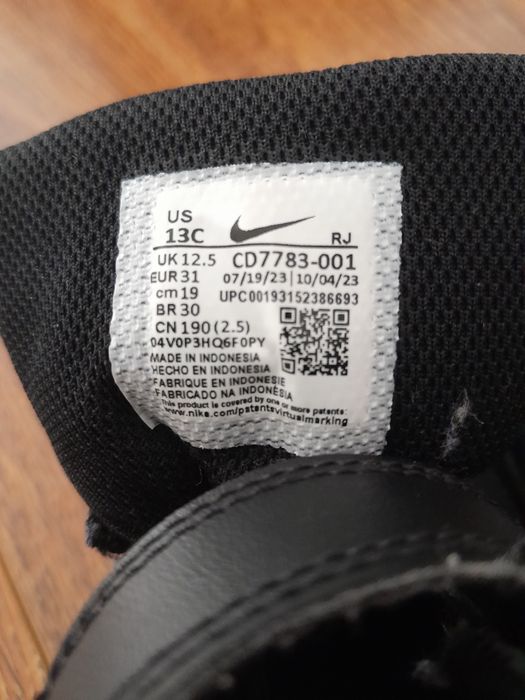 US
13C RJ
UK 12.5 CD7783-001
EUR 31 07/19/23 | 10/04/23
cm 19 UPC00193152386693
BR 30
CN 190 (2.5)
04V0P3HQ6F0PY
MADE IN INDONESIA
HECHO EN INDONESIA
FABRIQUE EN INDONESIE
FABRICADO NA INDONÉSIA
This product is covered by one or more patents:
www.nike.com/patentsvirtualmarking